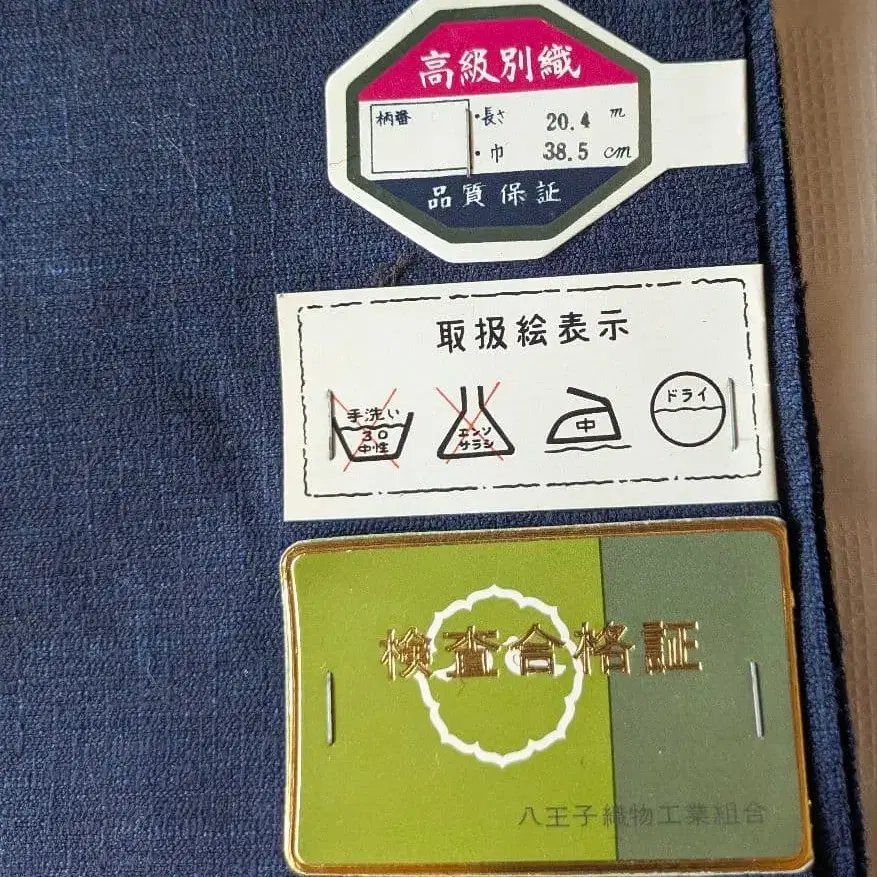 高級別織
柄番
・長さ 20.4 m
・巾 38.5 cm
品質保証
取扱絵表示
手洗い
30
中性
エンソ
サラシ
中
ドライ
検査合格証
八王子織物工業組合